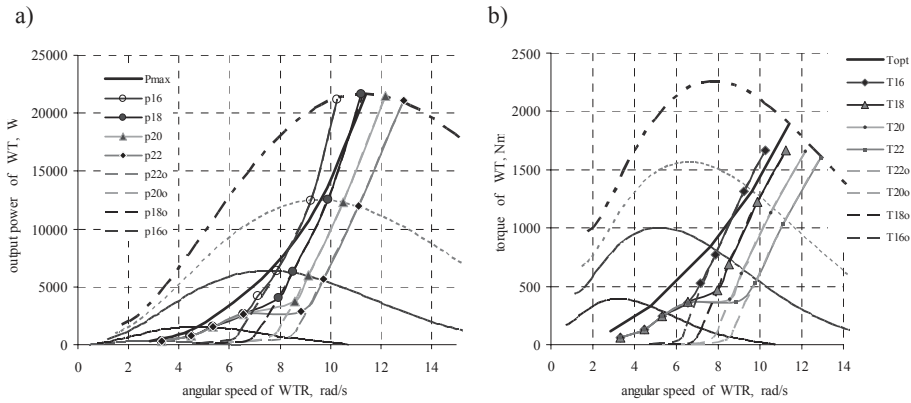 a)
25000
20000
15000
10000
5000
0
output power of WT, W
0 2 4 6 8 10 12 14
angular speed of WTR, rad/s
Pmax
p16
p18
p20
p22
p22o
p20o
p18o
p16o
b)
2500
2000
1500
1000
500
0
torque of WT, Nm
0 2 4 6 8 10 12 14
angular speed of WTR, rad/s
Topt
T16
T18
T20
T22
T22o
T20o
T18o
T16o